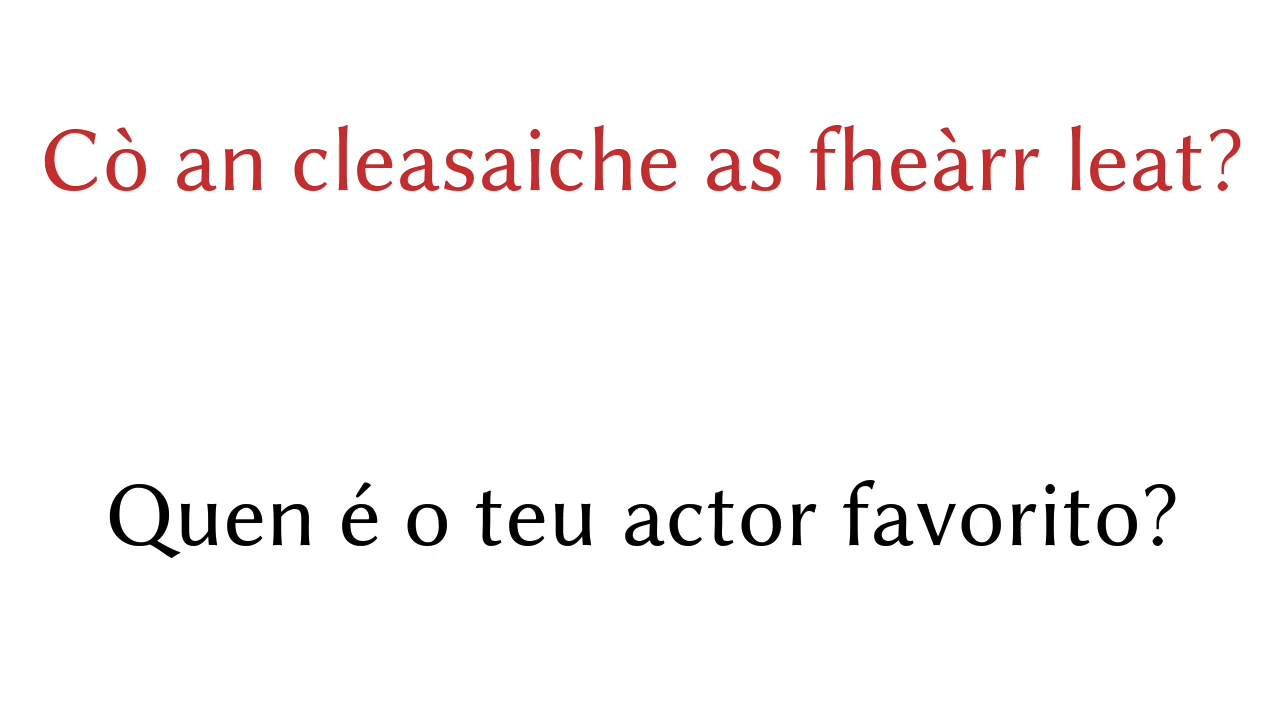 Cò an cleasaiche as fheàrr leat?
Quen é o teu actor favorito?